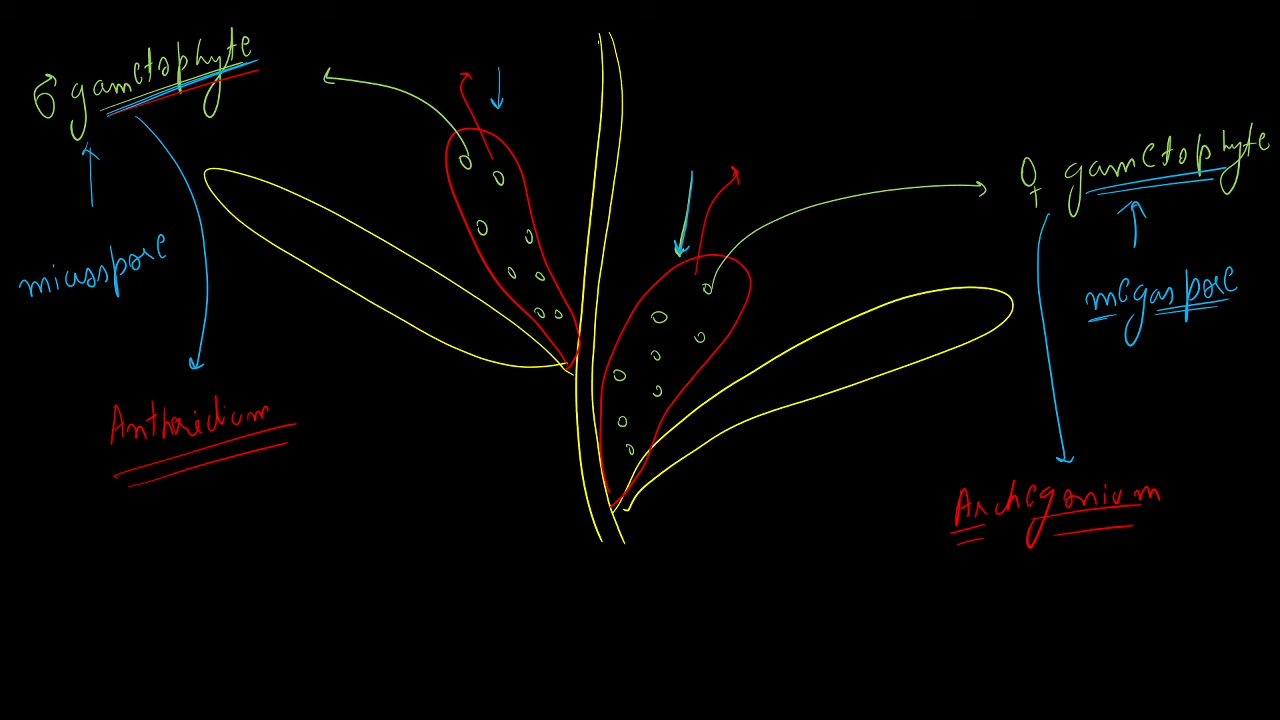 ♂ gametophyte
♀ gametophyte
microspore
megaspore
Antheridium
Archegonium